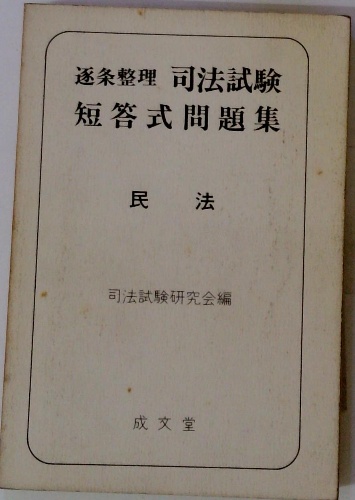 逐条整理 司法試験
短答式問題集
民 法
司法試験研究会編
成文堂